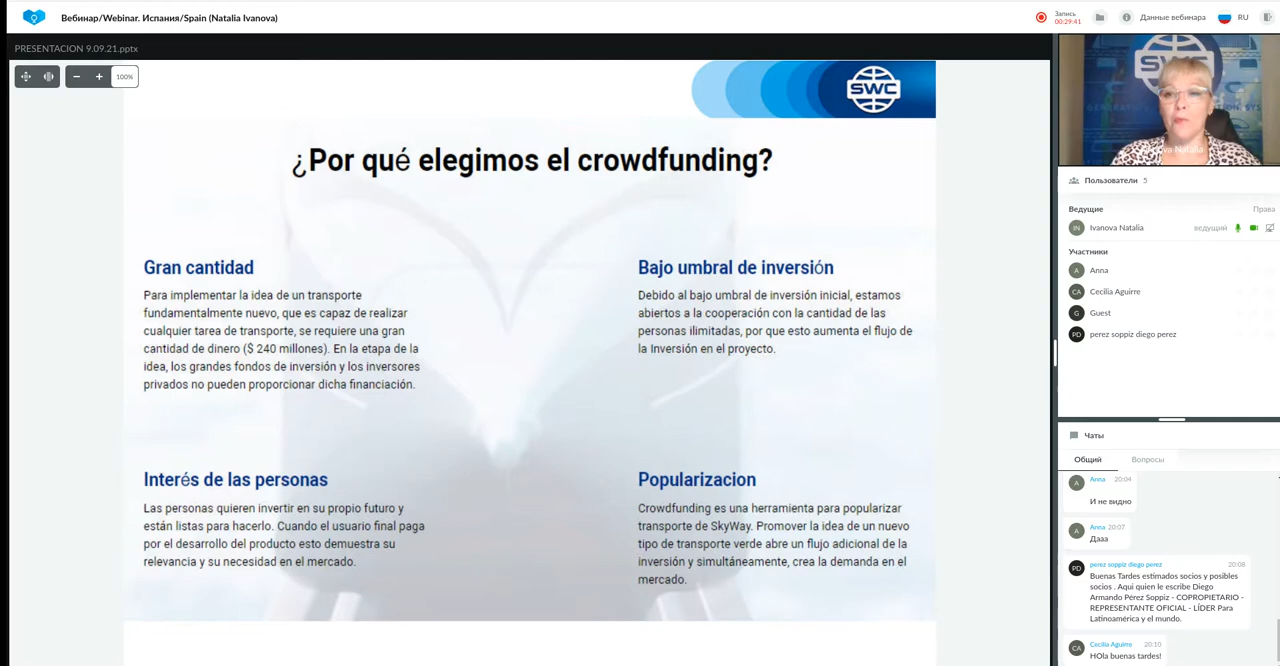 Вебинар/Webinar. Испания/Spain (Natalia Ivanova)
Запись
00:29:41
Данные вебинара
RU
PRESENTACION 9.09.21.pptx
100%
SWC
¿Por qué elegimos el crowdfunding?
Gran cantidad
Para implementar la idea de un transporte
fundamentalmente nuevo, que es capaz de realizar
cualquier tarea de transporte, se requiere una gran
cantidad de dinero ($ 240 millones). En la etapa de la
idea, los grandes fondos de inversión y los inversores
privados no pueden proporcionar dicha financiación.
Bajo umbral de inversión
Debido al bajo umbral de inversión inicial, estamos
abiertos a la cooperación con la cantidad de las
personas ilimitadas, por que esto aumenta el flujo de
la Inversión en el proyecto.
Interés de las personas
Las personas quieren invertir en su propio futuro y
están listas para hacerlo. Cuando el usuario final paga
por el desarrollo del producto esto demuestra su
relevancia y su necesidad en el mercado.
Popularizacion
Crowdfunding es una herramienta para popularizar
transporte de SkyWay. Promover la idea de un nuevo
tipo de transporte verde abre un flujo adicional de la
inversión y simultáneamente, crea la demanda en el
mercado.
SWC
Natalia
Пользователи 5
Ведущие Права
IN Ivanova Natalia ведущий
Участники
A Anna
CA Cecilia Aguirre
G Guest
PD perez soppiz diego perez
Чаты
Общий Вопросы
A Anna 20:04
И не видно
A Anna 20:07
Дааа
PD perez soppiz diego perez 20:08
Buenas Tardes estimados socios y posibles
socios . Aqui quien le escribe Diego
Armando Pérez Soppiz - COPROPIETARIO -
REPRESENTANTE OFICIAL - LÍDER Para
Latinoamérica y el mundo.
CA Cecilia Aguirre 20:10
HOla buenas tardes!